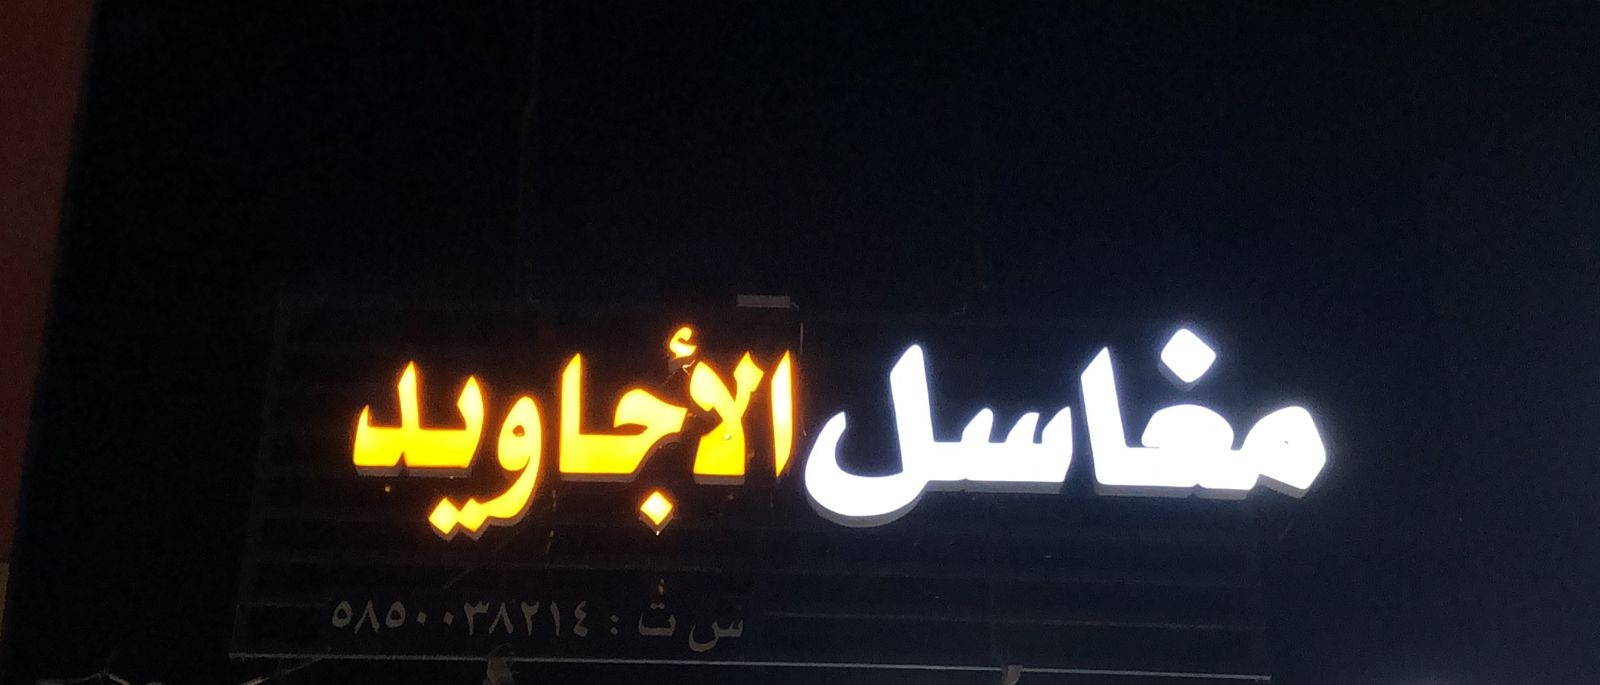 مغاسل الأجاويد
س ت : ٥٨٥٠٠٣٨٢١٤